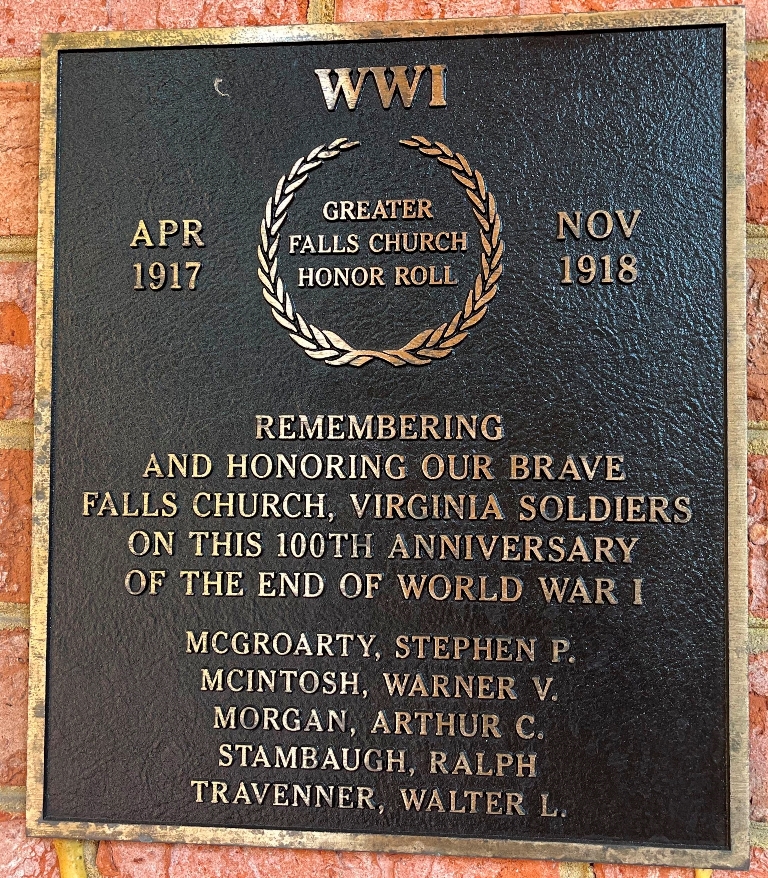 WWI
GREATER
FALLS CHURCH
HONOR ROLL
APR
1917
NOV
1918
REMEMBERING
AND HONORING OUR BRAVE
FALLS CHURCH, VIRGINIA SOLDIERS
ON THIS 100TH ANNIVERSARY
OF THE END OF WORLD WAR I
MCGROARTY, STEPHEN P.
MCINTOSH, WARNER V.
MORGAN, ARTHUR C.
STAMBAUGH, RALPH
TRAVENNER, WALTER L.